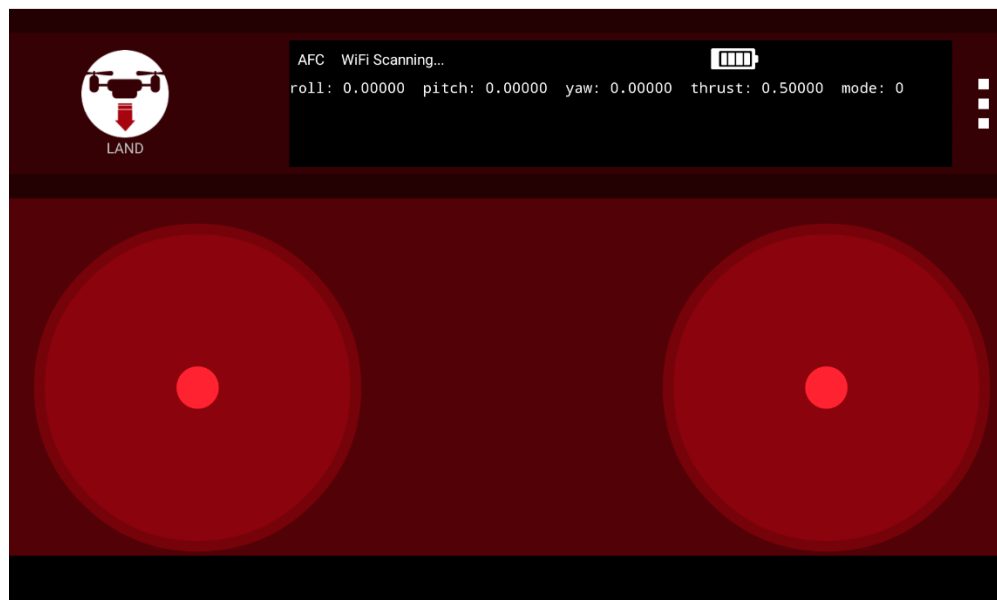 AFC WiFi Scanning...
roll: 0.00000 pitch: 0.00000 yaw: 0.00000 thrust: 0.50000 mode: 0
LAND